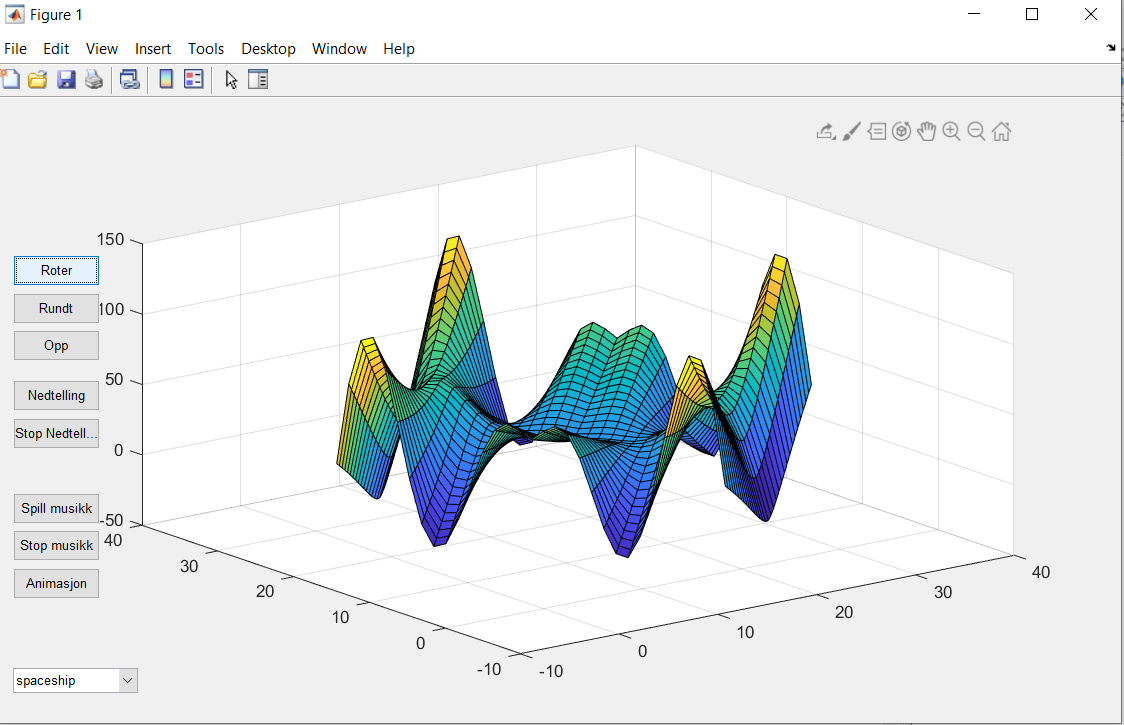 Figure 1
File Edit View Insert Tools Desktop Window Help
150
Roter
Rundt
100
Opp
50
Nedtelling
Stop Nedtell...
0
Spill musikk
-50
40
Stop musikk
30
Animasjon
20
10
0
-10
-10
0
10
20
30
40
spaceship